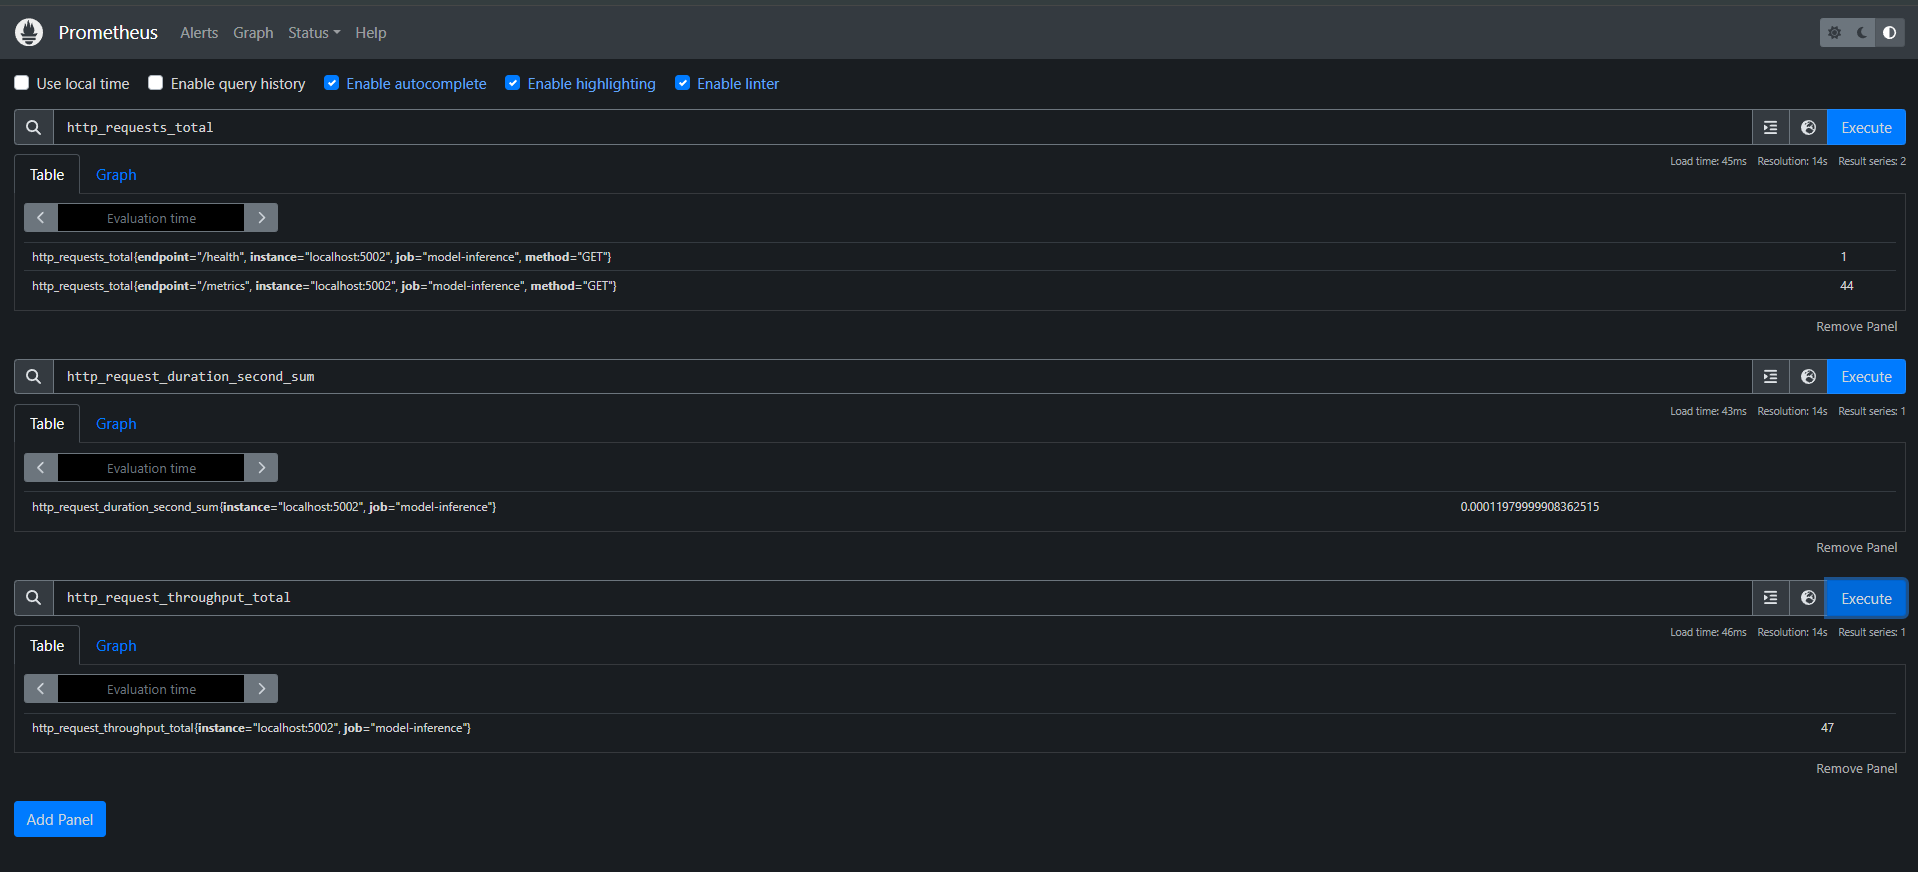 Prometheus Alerts Graph Status Help
Use local time Enable query history Enable autocomplete Enable highlighting Enable linter
http_requests_total Execute
Table Graph Load time: 45ms Resolution: 14s Result series: 2
Evaluation time
http_requests_total{endpoint="/health", instance="localhost:5002", job="model-inference", method="GET"} 1
http_requests_total{endpoint="/metrics", instance="localhost:5002", job="model-inference", method="GET"} 44
Remove Panel
http_request_duration_second_sum Execute
Table Graph Load time: 43ms Resolution: 14s Result series: 1
Evaluation time
http_request_duration_second_sum{instance="localhost:5002", job="model-inference"} 0.00011979999908362515
Remove Panel
http_request_throughput_total Execute
Table Graph Load time: 46ms Resolution: 14s Result series: 1
Evaluation time
http_request_throughput_total{instance="localhost:5002", job="model-inference"} 47
Remove Panel
Add Panel